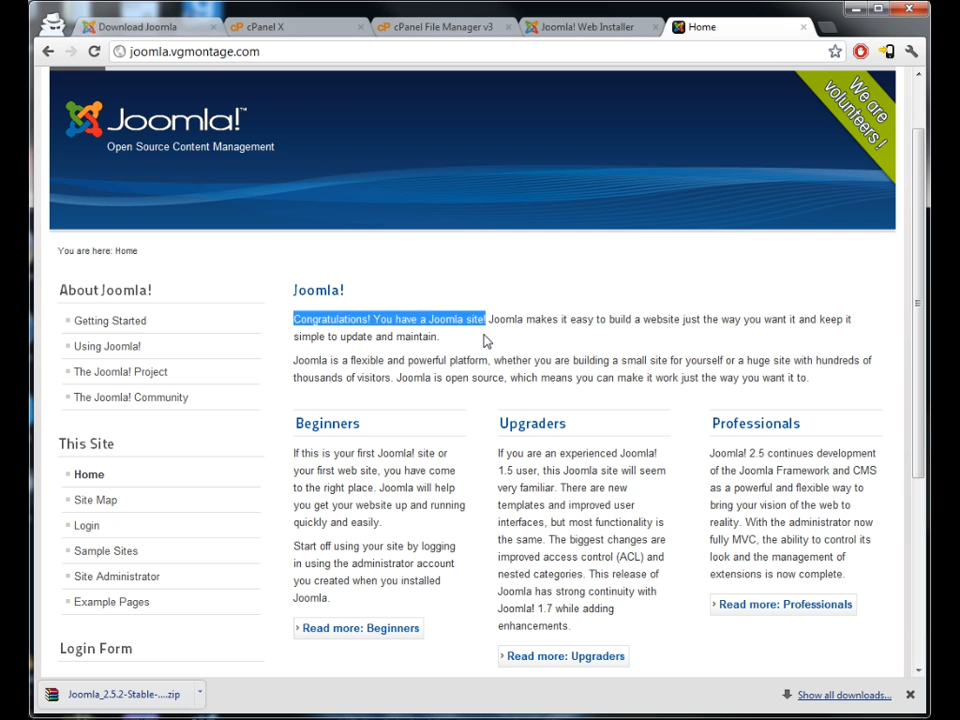 Download Joomla
cPanel X
cPanel File Manager v3
Joomla! Web Installer
Home
joomla.vgmontage.com
Joomla!™
Open Source Content Management
We are
volunteers!
You are here: Home
About Joomla!
Getting Started
Using Joomla!
The Joomla! Project
The Joomla! Community
This Site
Home
Site Map
Login
Sample Sites
Site Administrator
Example Pages
Login Form
Joomla!
Congratulations! You have a Joomla site! Joomla makes it easy to build a website just the way you want it and keep it
simple to update and maintain.
Joomla is a flexible and powerful platform, whether you are building a small site for yourself or a huge site with hundreds of
thousands of visitors. Joomla is open source, which means you can make it work just the way you want it to.
Beginners
If this is your first Joomla! site or
your first web site, you have come
to the right place. Joomla will help
you get your website up and running
quickly and easily.
Start off using your site by logging
in using the administrator account
you created when you installed
Joomla.
Read more: Beginners
Upgraders
If you are an experienced Joomla!
1.5 user, this Joomla site will seem
very familiar. There are new
templates and improved user
interfaces, but most functionality is
the same. The biggest changes are
improved access control (ACL) and
nested categories. This release of
Joomla has strong continuity with
Joomla! 1.7 while adding
enhancements.
Read more: Upgraders
Professionals
Joomla! 2.5 continues development
of the Joomla Framework and CMS
as a powerful and flexible way to
bring your vision of the web to
reality. With the administrator now
fully MVC, the ability to control its
look and the management of
extensions is now complete.
Read more: Professionals
Joomla_2.5.2-Stable-....zip
Show all downloads...